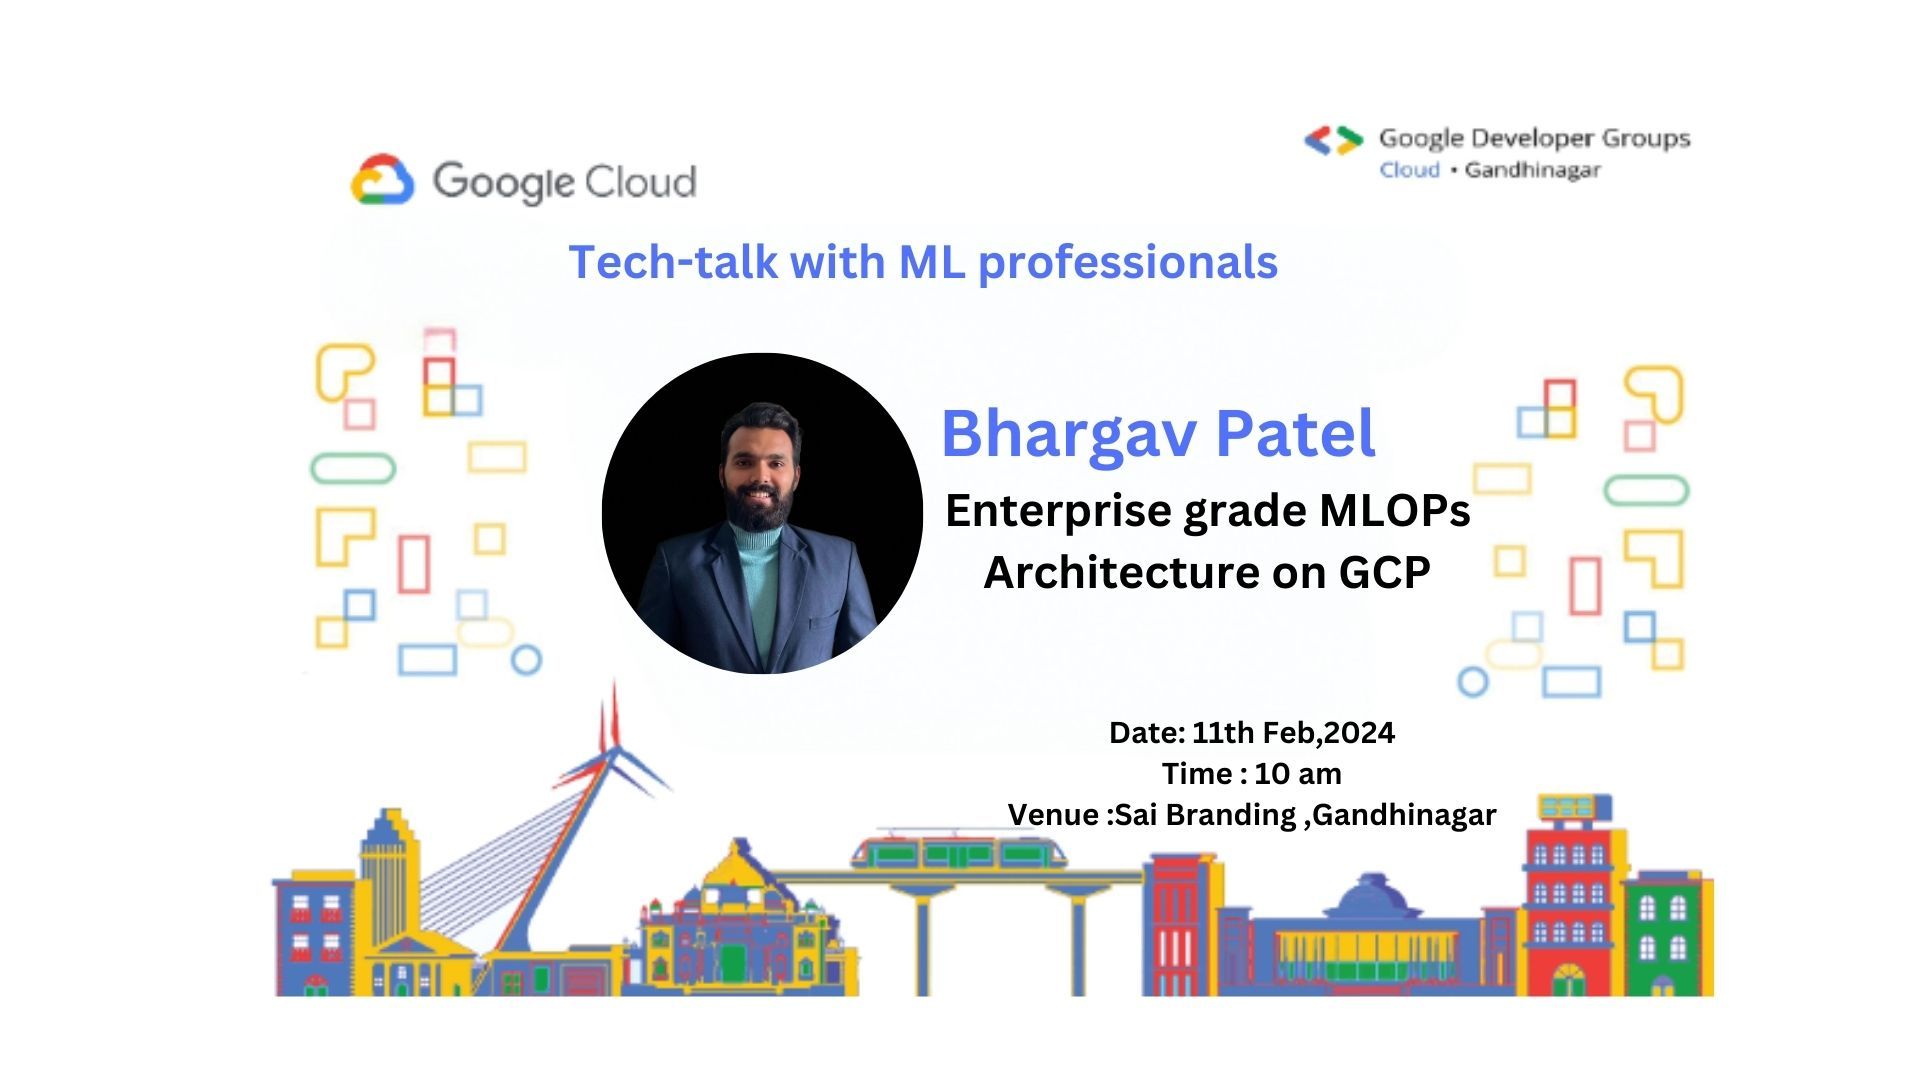 Google Cloud
Google Developer Groups
Cloud • Gandhinagar
Tech-talk with ML professionals
Bhargav Patel
Enterprise grade MLOPs
Architecture on GCP
Date: 11th Feb,2024
Time : 10 am
Venue :Sai Branding ,Gandhinagar